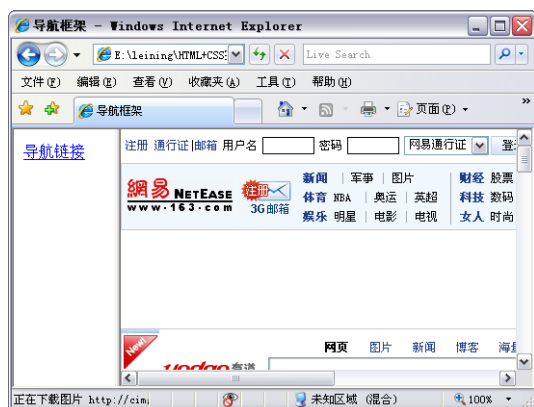 导航框架 - Windows Internet Explorer
E:\leining\HTML+CSS
Live Search
文件(F) 编辑(E) 查看(V) 收藏夹(A) 工具(T) 帮助(H)
导航框架
页面(P)
»
导航链接
注册 通行证|邮箱 用户名 密码 网易通行证
網易 NETEASE
www.163.com
注册
3G邮箱
新闻 | 军事 | 图片 财经 股票
体育 NBA | 奥运 | 英超 科技 数码
娱乐 明星 | 电影 | 电视 女人 时尚
New!
网页 图片 新闻 博客
yodao 有道
正在下载图片 http://cim
未知区域 (混合)
100%